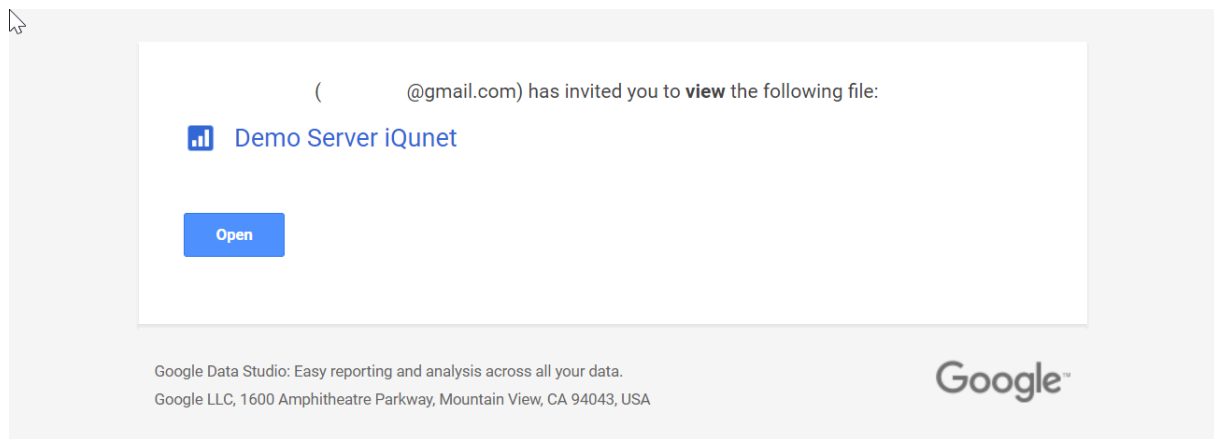 ( @gmail.com) has invited you to view the following file:
Demo Server iQunet
Open
Google Data Studio: Easy reporting and analysis across all your data.
Google LLC, 1600 Amphitheatre Parkway, Mountain View, CA 94043, USA
Google™